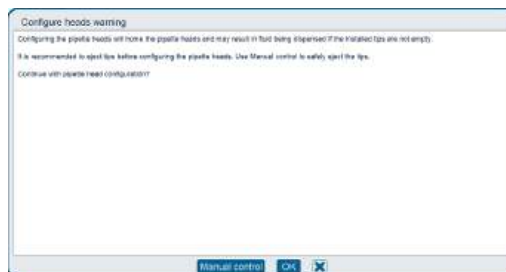 Configure heads warning
Configuring the pipette heads will home the pipette heads and may result in fluid being dispensed if the installed tips are not empty.
It is recommended to eject tips before configuring the pipette heads. Use Manual control to safely eject the tips.
Continue with pipette head configuration?
Manual control OK X